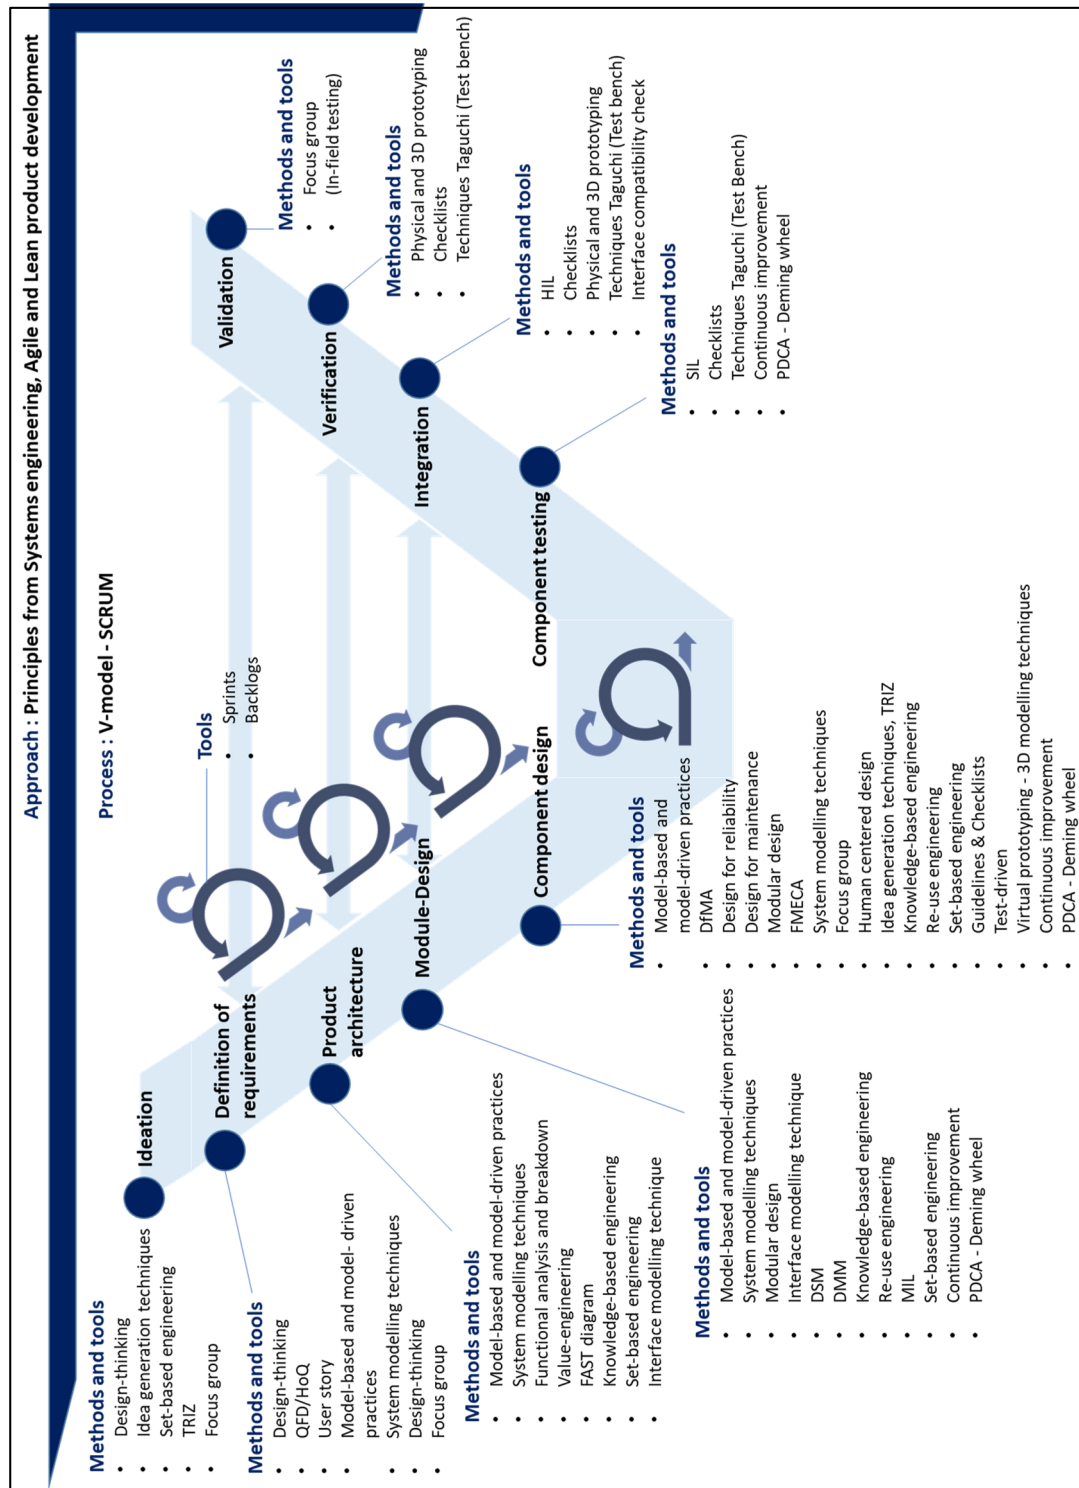 Approach : Principles from Systems engineering, Agile and Lean product development
Process : V-model - SCRUM
Methods and tools
• Design-thinking
• Idea generation techniques
• Set-based engineering
• TRIZ
• Focus group
Ideation
Methods and tools
• Design-thinking
• QFD/HoQ
• User story
• Model-based and model- driven
practices
• System modelling techniques
• Design-thinking
• Focus group
Definition of
requirements
Methods and tools
• Model-based and model-driven practices
• System modelling techniques
• Functional analysis and breakdown
• Value-engineering
• FAST diagram
• Knowledge-based engineering
• Set-based engineering
• Interface modelling technique
Product
architecture
Methods and tools
• Model-based and model-driven practices
• System modelling techniques
• Modular design
• Interface modelling technique
• DSM
• DMM
• Knowledge-based engineering
• Re-use engineering
• MIL
• Set-based engineering
• Continuous improvement
• PDCA - Deming wheel
Module-Design
Tools
• Sprints
• Backlogs
Component design
Methods and tools
• Model-based and
model-driven practices
• DfMA
• Design for reliability
• Design for maintenance
• Modular design
• FMECA
• System modelling techniques
• Focus group
• Human centered design
• Idea generation techniques, TRIZ
• Knowledge-based engineering
• Re-use engineering
• Set-based engineering
• Guidelines & Checklists
• Test-driven
• Virtual prototyping - 3D modelling techniques
• Continuous improvement
• PDCA - Deming wheel
Component testing
Methods and tools
• SIL
• Checklists
• Techniques Taguchi (Test Bench)
• Continuous improvement
• PDCA - Deming wheel
Integration
Methods and tools
• HIL
• Checklists
• Physical and 3D prototyping
• Techniques Taguchi (Test bench)
• Interface compatibility check
Verification
Methods and tools
• Physical and 3D prototyping
• Checklists
• Techniques Taguchi (Test bench)
Validation
Methods and tools
• Focus group
• (In-field testing)